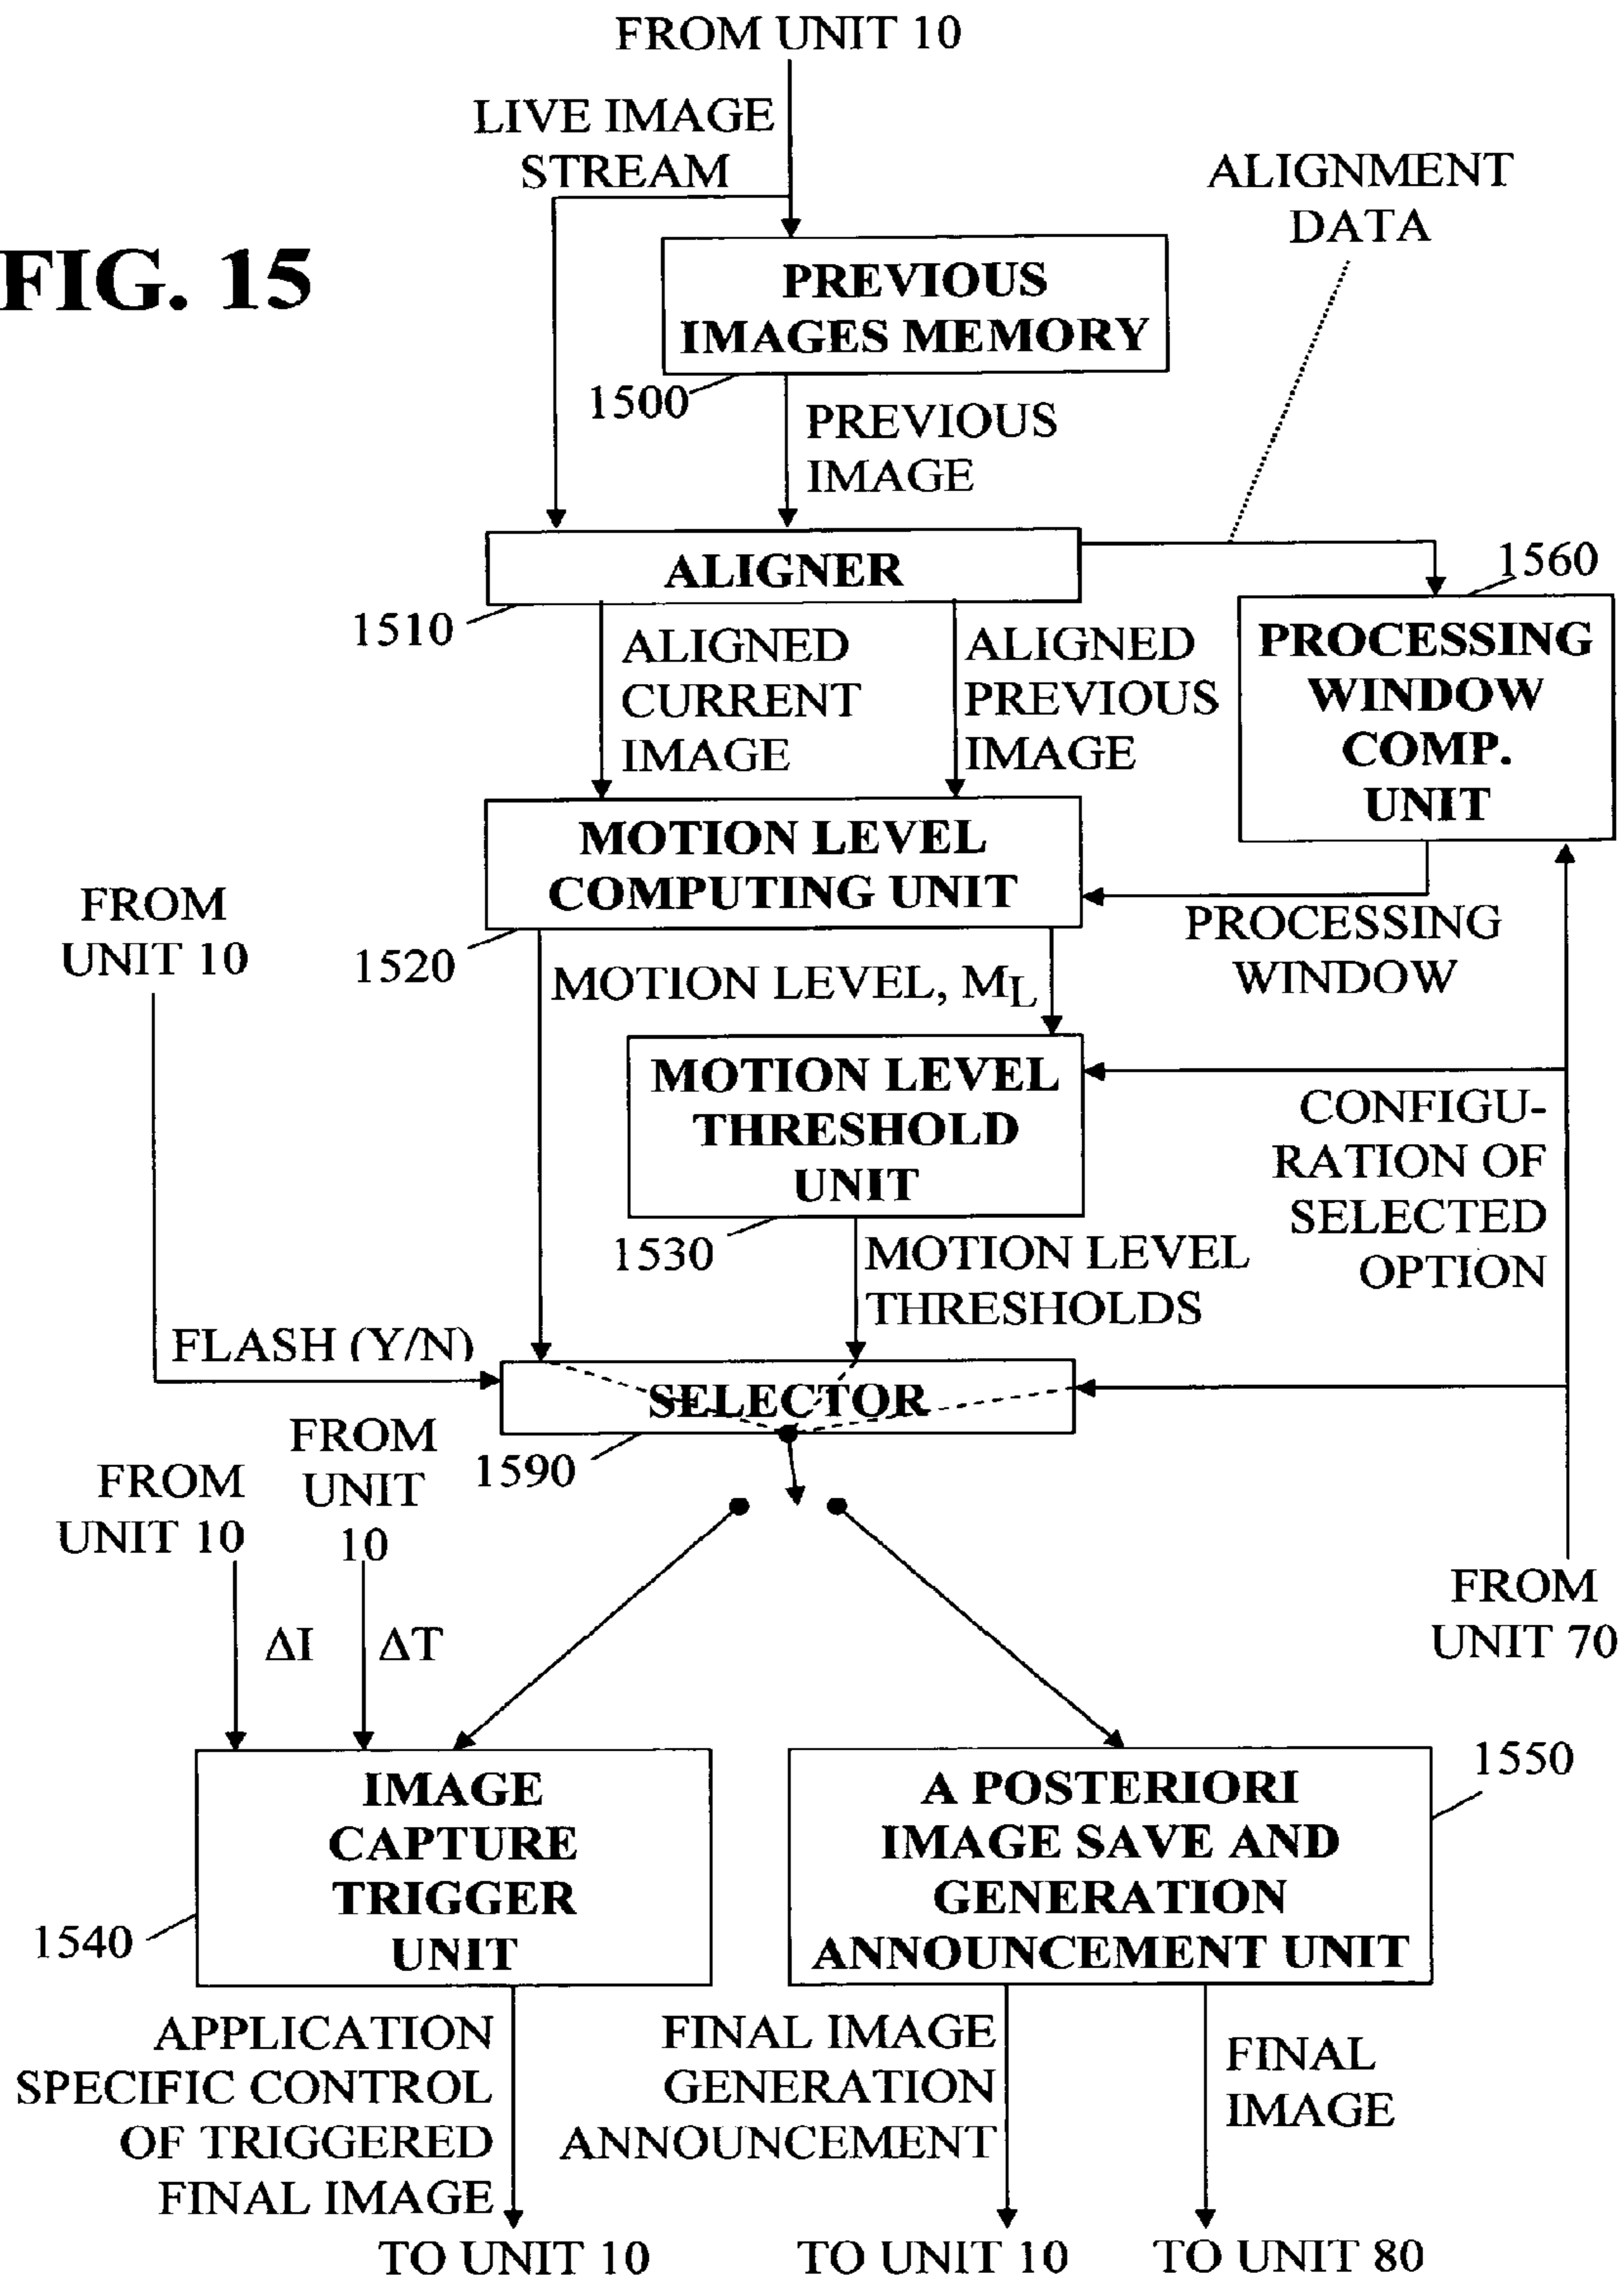 FROM UNIT 10
LIVE IMAGE
STREAM
ALIGNMENT
DATA
FIG. 15
PREVIOUS
IMAGES MEMORY
1500
PREVIOUS
IMAGE
ALIGNER
1510
1560
ALIGNED
CURRENT
IMAGE
ALIGNED
PREVIOUS
IMAGE
PROCESSING
WINDOW
COMP.
UNIT
MOTION LEVEL
COMPUTING UNIT
1520
FROM
UNIT 10
PROCESSING
WINDOW
MOTION LEVEL, ML
MOTION LEVEL
THRESHOLD
UNIT
1530
CONFIGU-
RATION OF
SELECTED
OPTION
MOTION LEVEL
THRESHOLDS
FLASH (Y/N)
SELECTOR
1590
FROM
UNIT 10
FROM
UNIT
10
ΔI
ΔT
FROM
UNIT 70
IMAGE
CAPTURE
TRIGGER
UNIT
1540
A POSTERIORI
IMAGE SAVE AND
GENERATION
ANNOUNCEMENT UNIT
1550
APPLICATION
SPECIFIC CONTROL
OF TRIGGERED
FINAL IMAGE
FINAL IMAGE
GENERATION
ANNOUNCEMENT
FINAL
IMAGE
TO UNIT 10
TO UNIT 10
TO UNIT 80